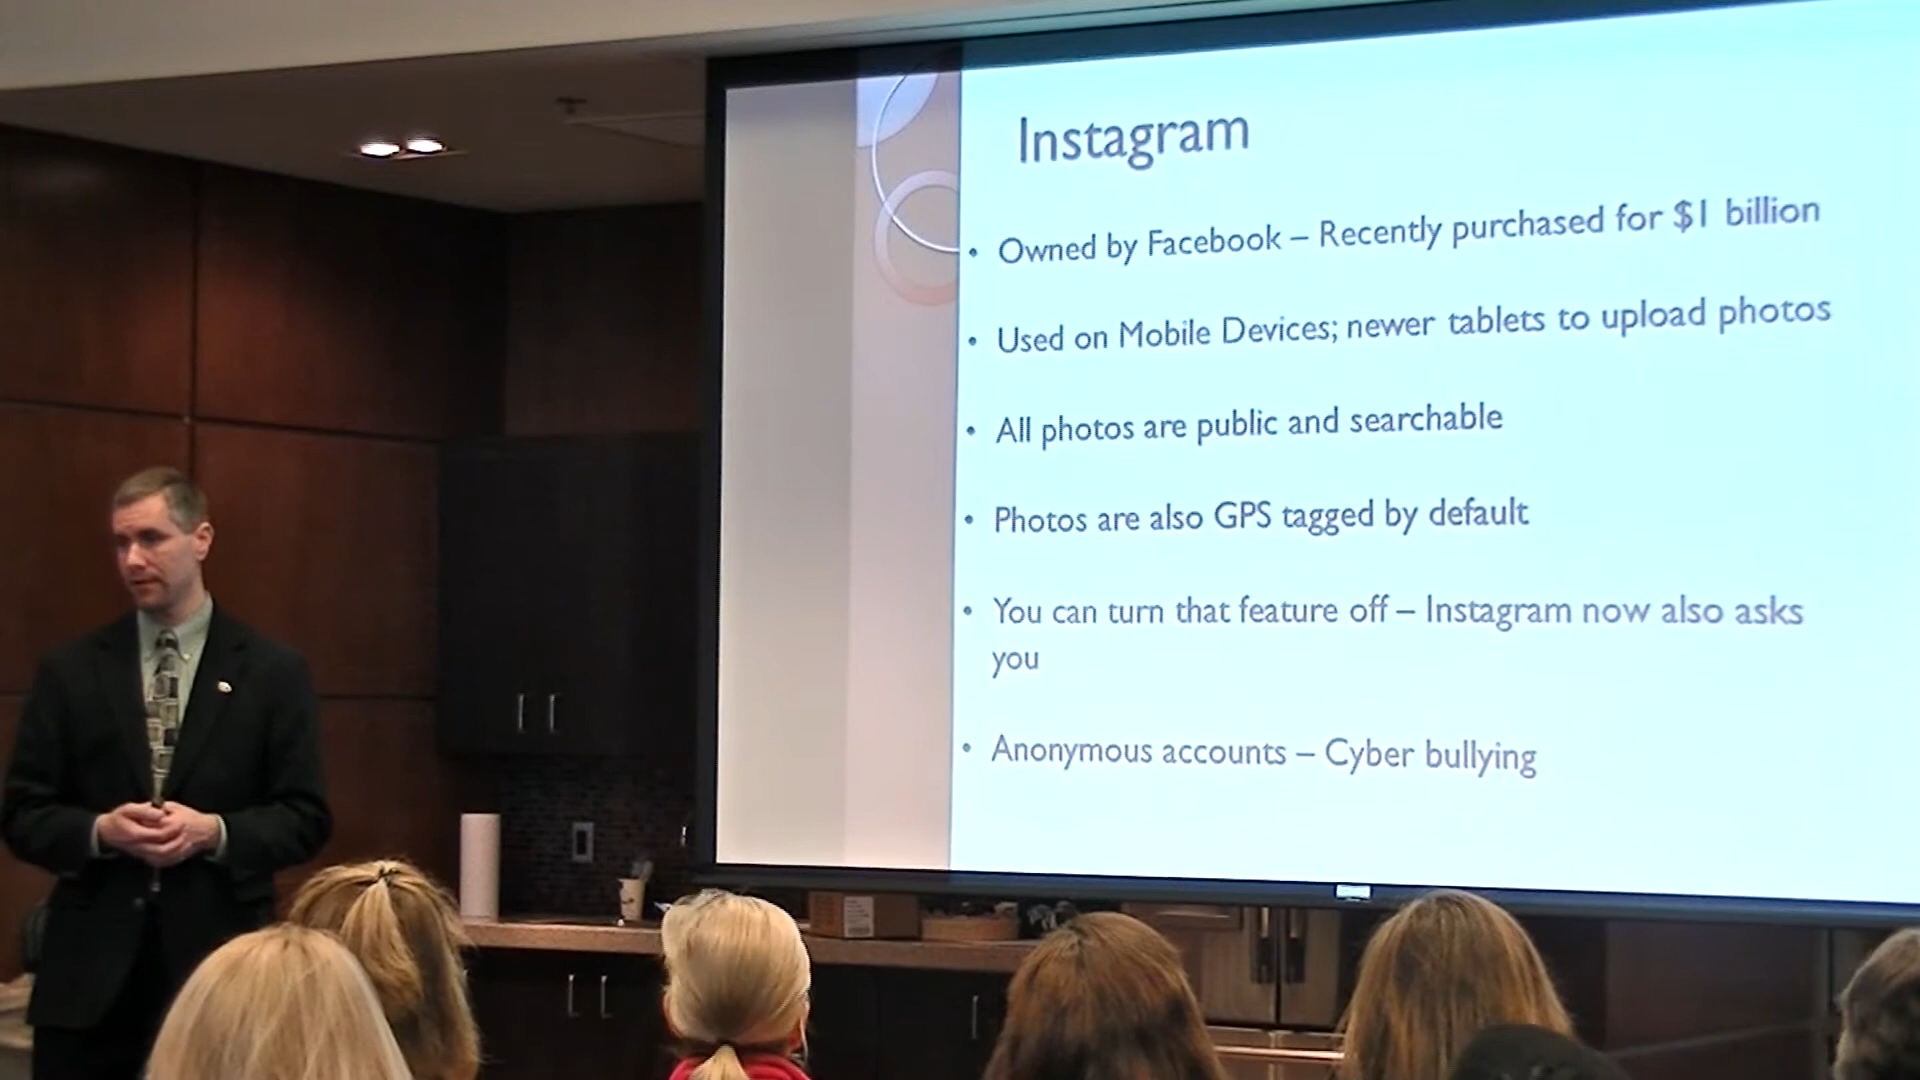 Instagram
• Owned by Facebook – Recently purchased for $1 billion
• Used on Mobile Devices; newer tablets to upload photos
• All photos are public and searchable
• Photos are also GPS tagged by default
• You can turn that feature off – Instagram now also asks
you
• Anonymous accounts – Cyber bullying